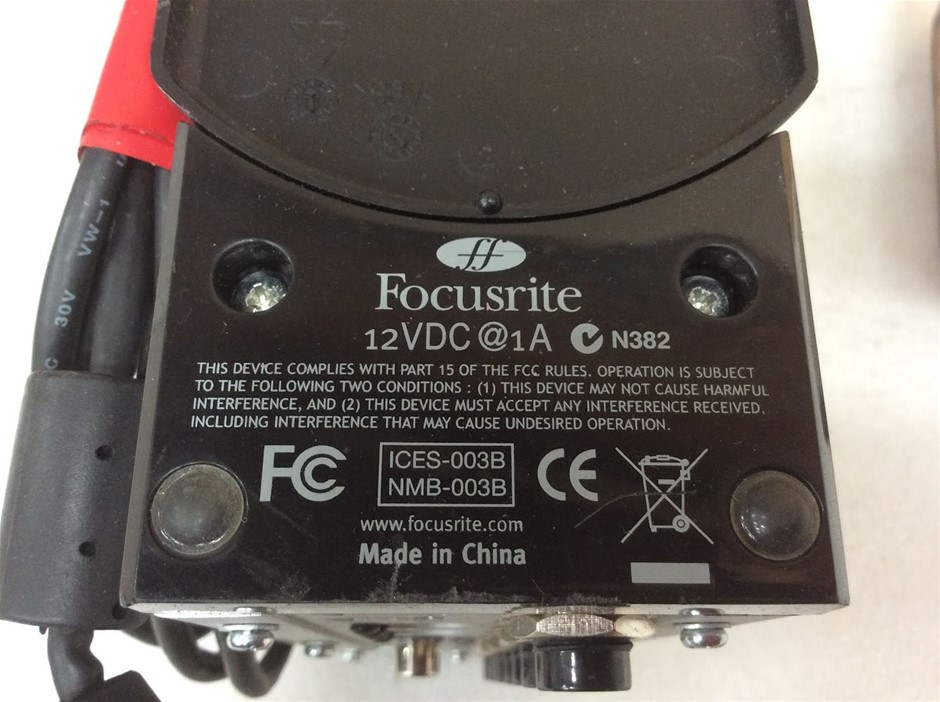 ff
Focusrite
12VDC @1A N382
THIS DEVICE COMPLIES WITH PART 15 OF THE FCC RULES. OPERATION IS SUBJECT
TO THE FOLLOWING TWO CONDITIONS : (1) THIS DEVICE MAY NOT CAUSE HARMFUL
INTERFERENCE, AND (2) THIS DEVICE MUST ACCEPT ANY INTERFERENCE RECEIVED,
INCLUDING INTERFERENCE THAT MAY CAUSE UNDESIRED OPERATION.
FC
ICES-003B
NMB-003B
CE
www.focusrite.com
Made in China
30V VW-1